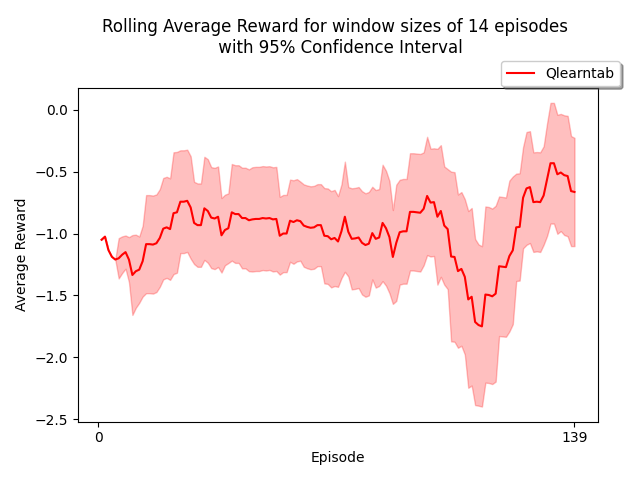 Rolling Average Reward for window sizes of 14 episodes
with 95% Confidence Interval
Qlearntab
0.0
−0.5
−1.0
−1.5
−2.0
−2.5
Average Reward
0
139
Episode